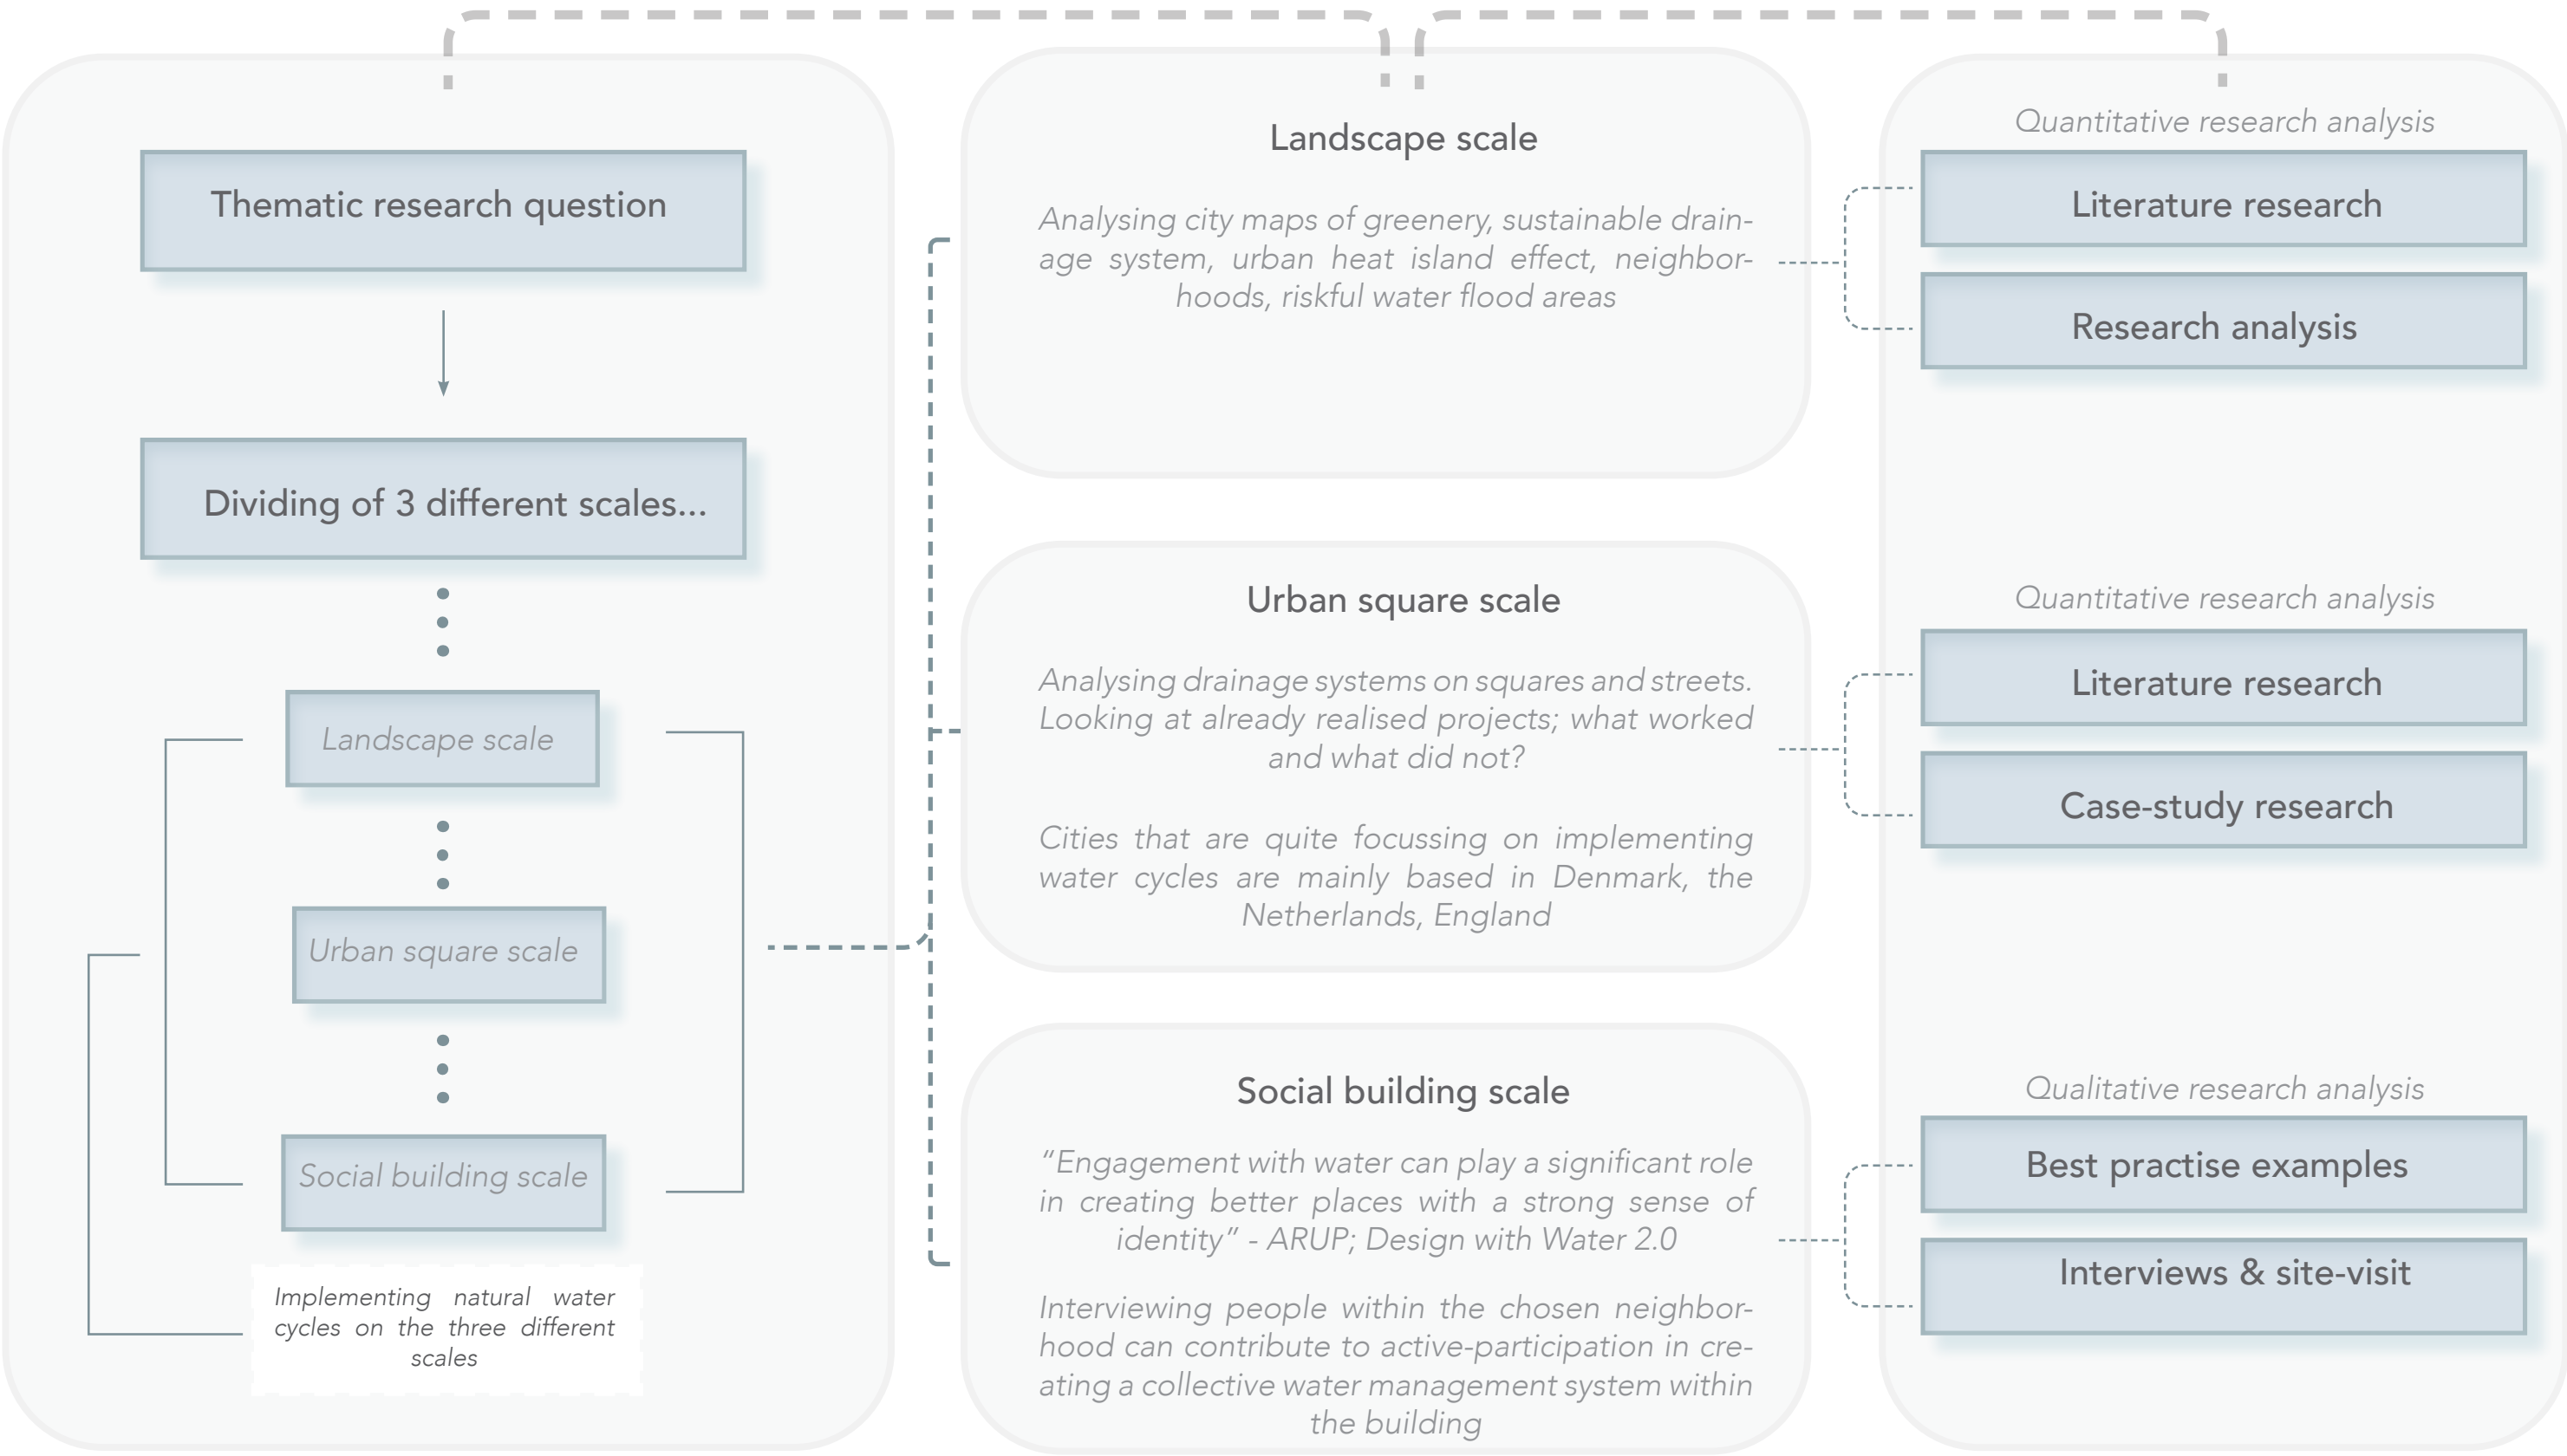 Thematic research question
Dividing of 3 different scales...
Landscape scale
Urban square scale
Social building scale
Implementing natural water
cycles on the three different
scales
Landscape scale
Analysing city maps of greenery, sustainable drain-
age system, urban heat island effect, neighbor-
hoods, riskful water flood areas
Urban square scale
Analysing drainage systems on squares and streets.
Looking at already realised projects; what worked
and what did not?
Cities that are quite focussing on implementing
water cycles are mainly based in Denmark, the
Netherlands, England
Social building scale
“Engagement with water can play a significant role
in creating better places with a strong sense of
identity” - ARUP; Design with Water 2.0
Interviewing people within the chosen neighbor-
hood can contribute to active-participation in cre-
ating a collective water management system within
the building
Quantitative research analysis
Literature research
Research analysis
Quantitative research analysis
Literature research
Case-study research
Qualitative research analysis
Best practise examples
Interviews & site-visit